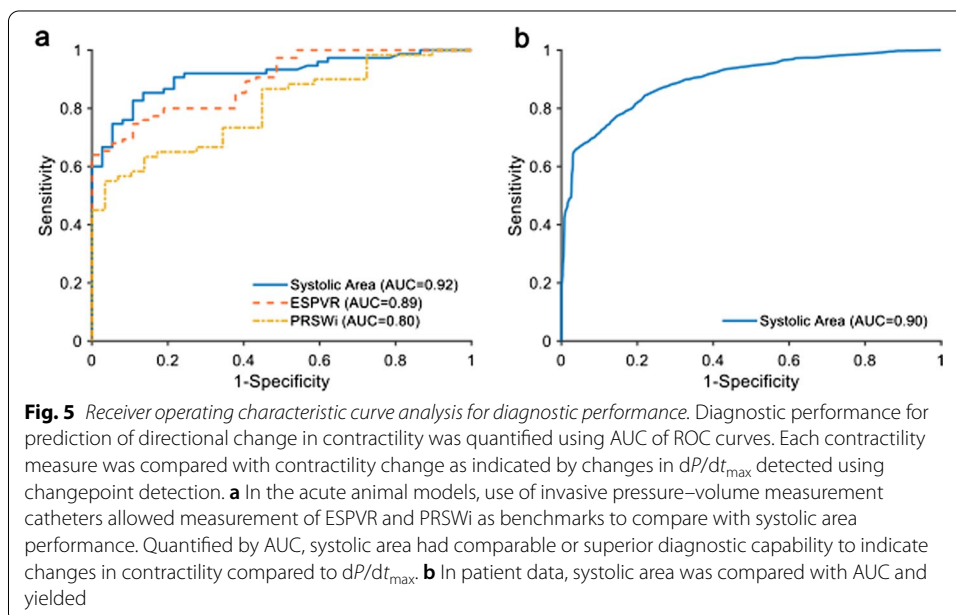 a
1
0.8
0.6
0.4
0.2
0
Sensitivity
0 0.2 0.4 0.6 0.8 1
1-Specificity
Systolic Area (AUC=0.92)
ESPVR (AUC=0.89)
PRSWi (AUC=0.80)
b
1
0.8
0.6
0.4
0.2
0
Sensitivity
0 0.2 0.4 0.6 0.8 1
1-Specificity
Systolic Area (AUC=0.90)
Fig. 5 Receiver operating characteristic curve analysis for diagnostic performance. Diagnostic performance for
prediction of directional change in contractility was quantified using AUC of ROC curves. Each contractility
measure was compared with contractility change as indicated by changes in dP/dtmax detected using
changepoint detection. a In the acute animal models, use of invasive pressure–volume measurement
catheters allowed measurement of ESPVR and PRSWi as benchmarks to compare with systolic area
performance. Quantified by AUC, systolic area had comparable or superior diagnostic capability to indicate
changes in contractility compared to dP/dtmax. b In patient data, systolic area was compared with AUC and
yielded